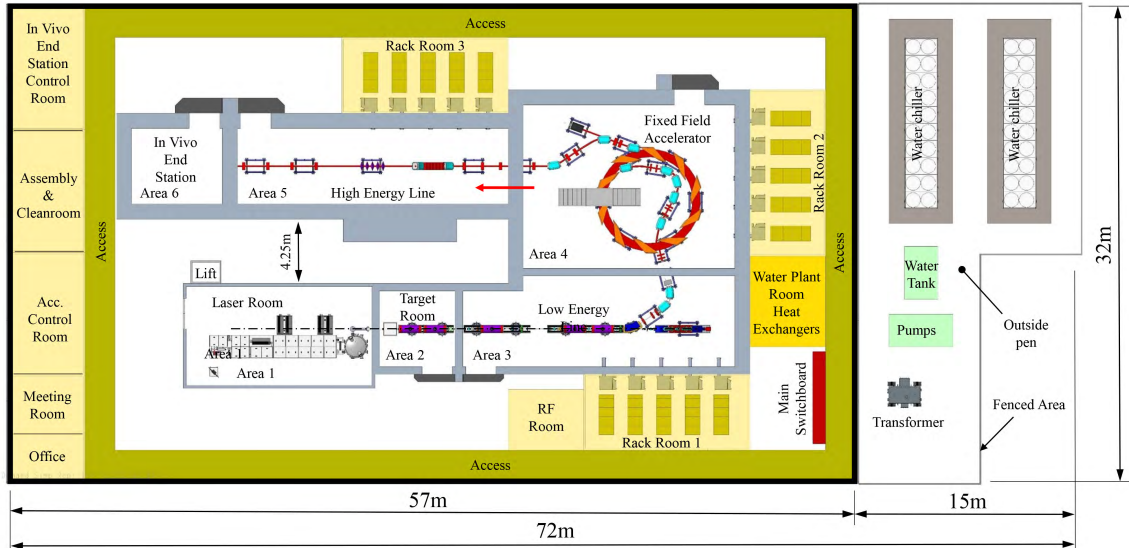 In Vivo
End
Station
Control
Room
Assembly
&
Cleanroom
Acc.
Control
Room
Meeting
Room
Office
Access
Access
Access
Access
Rack Room 3
In Vivo
End
Station
Area 6
Area 5
High Energy Line
Fixed Field
Accelerator
Area 4
Rack Room 2
4.25m
Lift
Laser Room
Area 1
Area 1
Target
Room
Area 2
Low Energy
Line
Area 3
Water Plant
Room
Heat
Exchangers
RF
Room
Rack Room 1
Main
Switchboard
Water chiller
Water chiller
Water
Tank
Pumps
Outside
pen
Transformer
Fenced Area
32m
57m
15m
72m